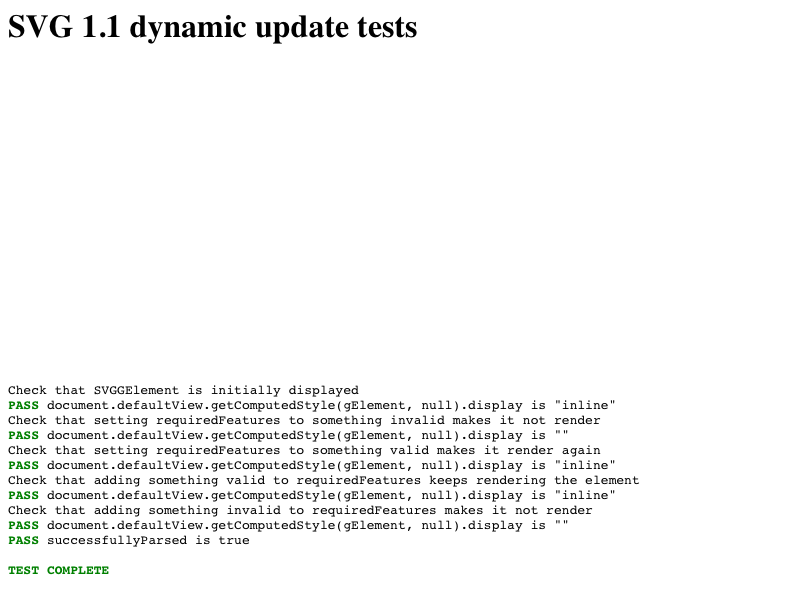 SVG 1.1 dynamic update tests
Check that SVGGElement is initially displayed
PASS document.defaultView.getComputedStyle(gElement, null).display is "inline"
Check that setting requiredFeatures to something invalid makes it not render
PASS document.defaultView.getComputedStyle(gElement, null).display is ""
Check that setting requiredFeatures to something valid makes it render again
PASS document.defaultView.getComputedStyle(gElement, null).display is "inline"
Check that adding something valid to requiredFeatures keeps rendering the element
PASS document.defaultView.getComputedStyle(gElement, null).display is "inline"
Check that adding something invalid to requiredFeatures makes it not render
PASS document.defaultView.getComputedStyle(gElement, null).display is ""
PASS successfullyParsed is true
TEST COMPLETE